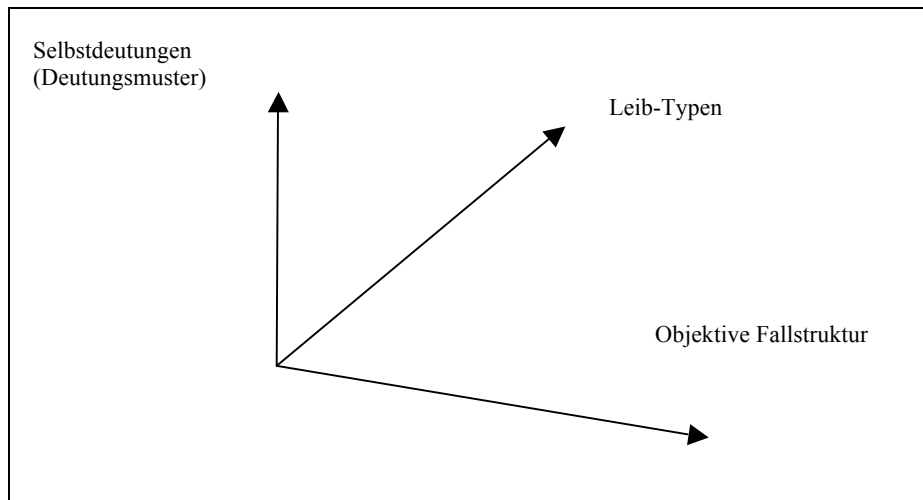 Selbstdeutungen
(Deutungsmuster)
Leib-Typen
Objektive Fallstruktur